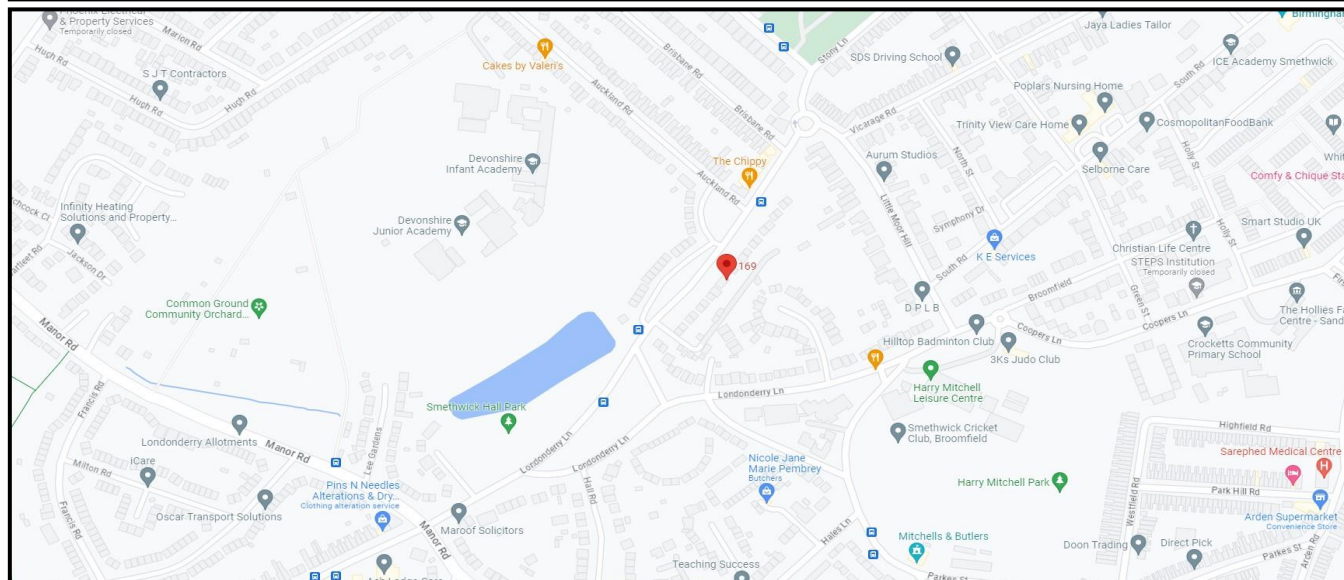 & Property Services
Temporarily closed
Marion Rd
Hugh Rd
S J T Contractors
Hugh Rd
Hugh Rd
Cakes by Valen's
Brisbane Rd
Auckland Rd
Brisbane Rd
Stony Ln
SDS Driving School
Jaya Ladies Tailor
ICE Academy Smethwick
South Rd
Poplars Nursing Home
Vicarage Rd
Trinity View Care Home
CosmopolitanFoodBank
Holly St
Devonshire
Infant Academy
The Chippy
Auckland Rd
Aurum Studios
North St
Selborne Care
Infinity Heating
Solutions and Property...
Jackson Dr
Devonshire
Junior Academy
Little Moor Hill
Symphony Dr
Smart Studio UK
Holly St
Christian Life Centre
K E Services
South Rd
STEPS Institution
Temporarily closed
169
Common Ground
Community Orchard...
D P L B
Broomfield
Green St
Coopers Ln
Coopers Ln
Manor Rd
Hilltop Badminton Club
3Ks Judo Club
Crocketts Community
Primary School
Francis Rd
Londonderry Ln
Harry Mitchell
Leisure Centre
Smethwick Hall Park
Smethwick Cricket
Club, Broomfield
Highfield Rd
Londonderry Allotments
Manor Rd
Lee Gardens
Londonderry Ln
Londonderry Ln
Sarephed Medical Centre
Milton Rd
iCare
Nicole Jane
Marie Pembrey
Butchers
Hall Rd
Harry Mitchell Park
Westfield Rd
Park Hill Rd
Pins N Needles
Alterations & Dry...
Clothing alteration service
Oscar Transport Solutions
Francis Rd
Maroof Solicitors
Manor Rd
Hales Ln
Mitchells & Butlers
Arden Supermarket
Convenience Store
Doon Trading
Direct Pick
Arden Rd
Parkes St
Teaching Success
Parkes St